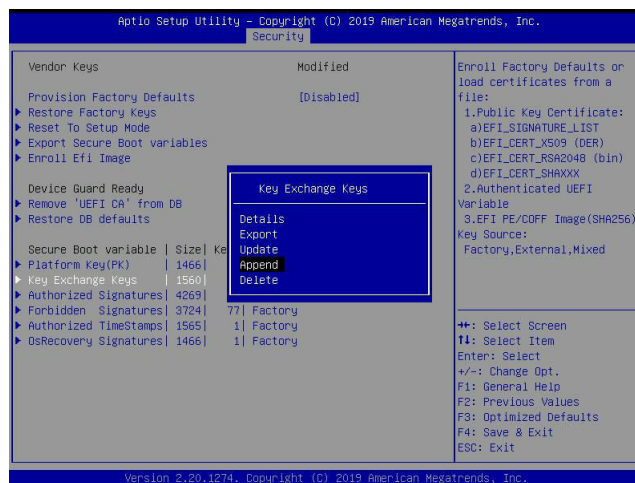 Aptio Setup Utility – Copyright (C) 2019 American Megatrends, Inc.
Security
Vendor Keys Modified
Provision Factory Defaults [Disabled]
Restore Factory Keys
Reset To Setup Mode
Export Secure Boot variables
Enroll Efi Image
Device Guard Ready
Remove 'UEFI CA' from DB
Restore DB defaults
Secure Boot variable | Size| Ke
Platform Key(PK) | 1466|
Key Exchange Keys | 1560|
Authorized Signatures| 4269|
Forbidden Signatures| 3724| 77| Factory
Authorized TimeStamps| 1565| 1| Factory
OsRecovery Signatures| 1466| 1| Factory
Key Exchange Keys
Details
Export
Update
Append
Delete
Enroll Factory Defaults or
load certificates from a
file:
1.Public Key Certificate:
a)EFI_SIGNATURE_LIST
b)EFI_CERT_X509 (DER)
c)EFI_CERT_RSA2048 (bin)
d)EFI_CERT_SHAXXX
2.Authenticated UEFI
Variable
3.EFI PE/COFF Image(SHA256)
Key Source:
Factory,External,Mixed
→←: Select Screen
↑↓: Select Item
Enter: Select
+/-: Change Opt.
F1: General Help
F2: Previous Values
F3: Optimized Defaults
F4: Save & Exit
ESC: Exit
Version 2.20.1274. Copyright (C) 2019 American Megatrends, Inc.